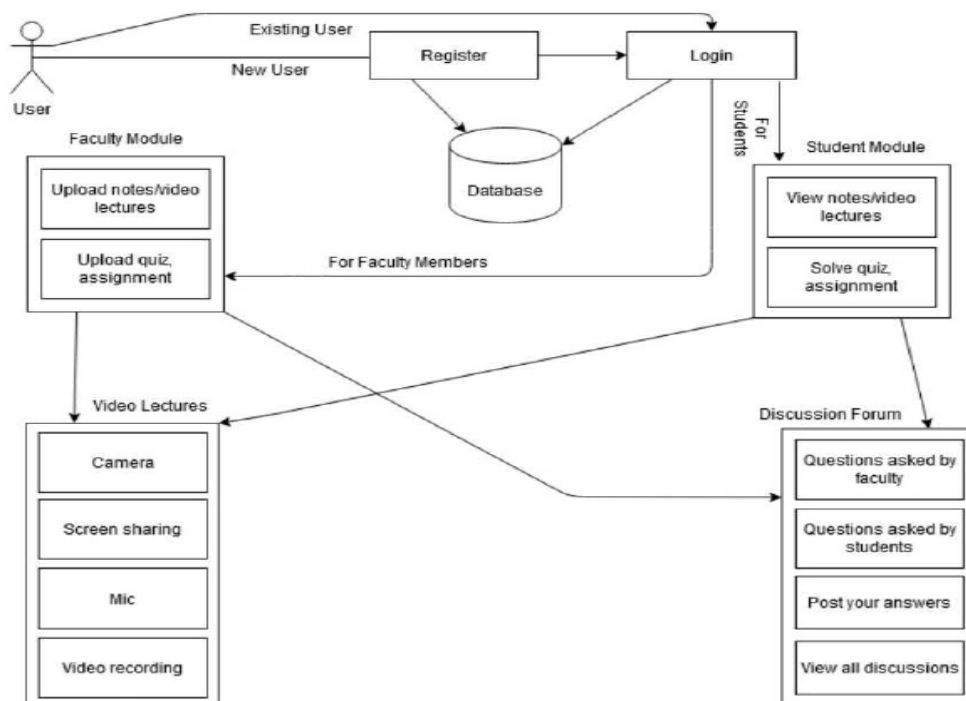 Existing User
Register
Login
New User
User
For
Students
Faculty Module
Student Module
Upload notes/video
lectures
Database
View notes/video
lectures
Upload quiz,
assignment
For Faculty Members
Solve quiz,
assignment
Video Lectures
Discussion Forum
Camera
Questions asked by
faculty
Screen sharing
Questions asked by
students
Mic
Post your answers
Video recording
View all discussions